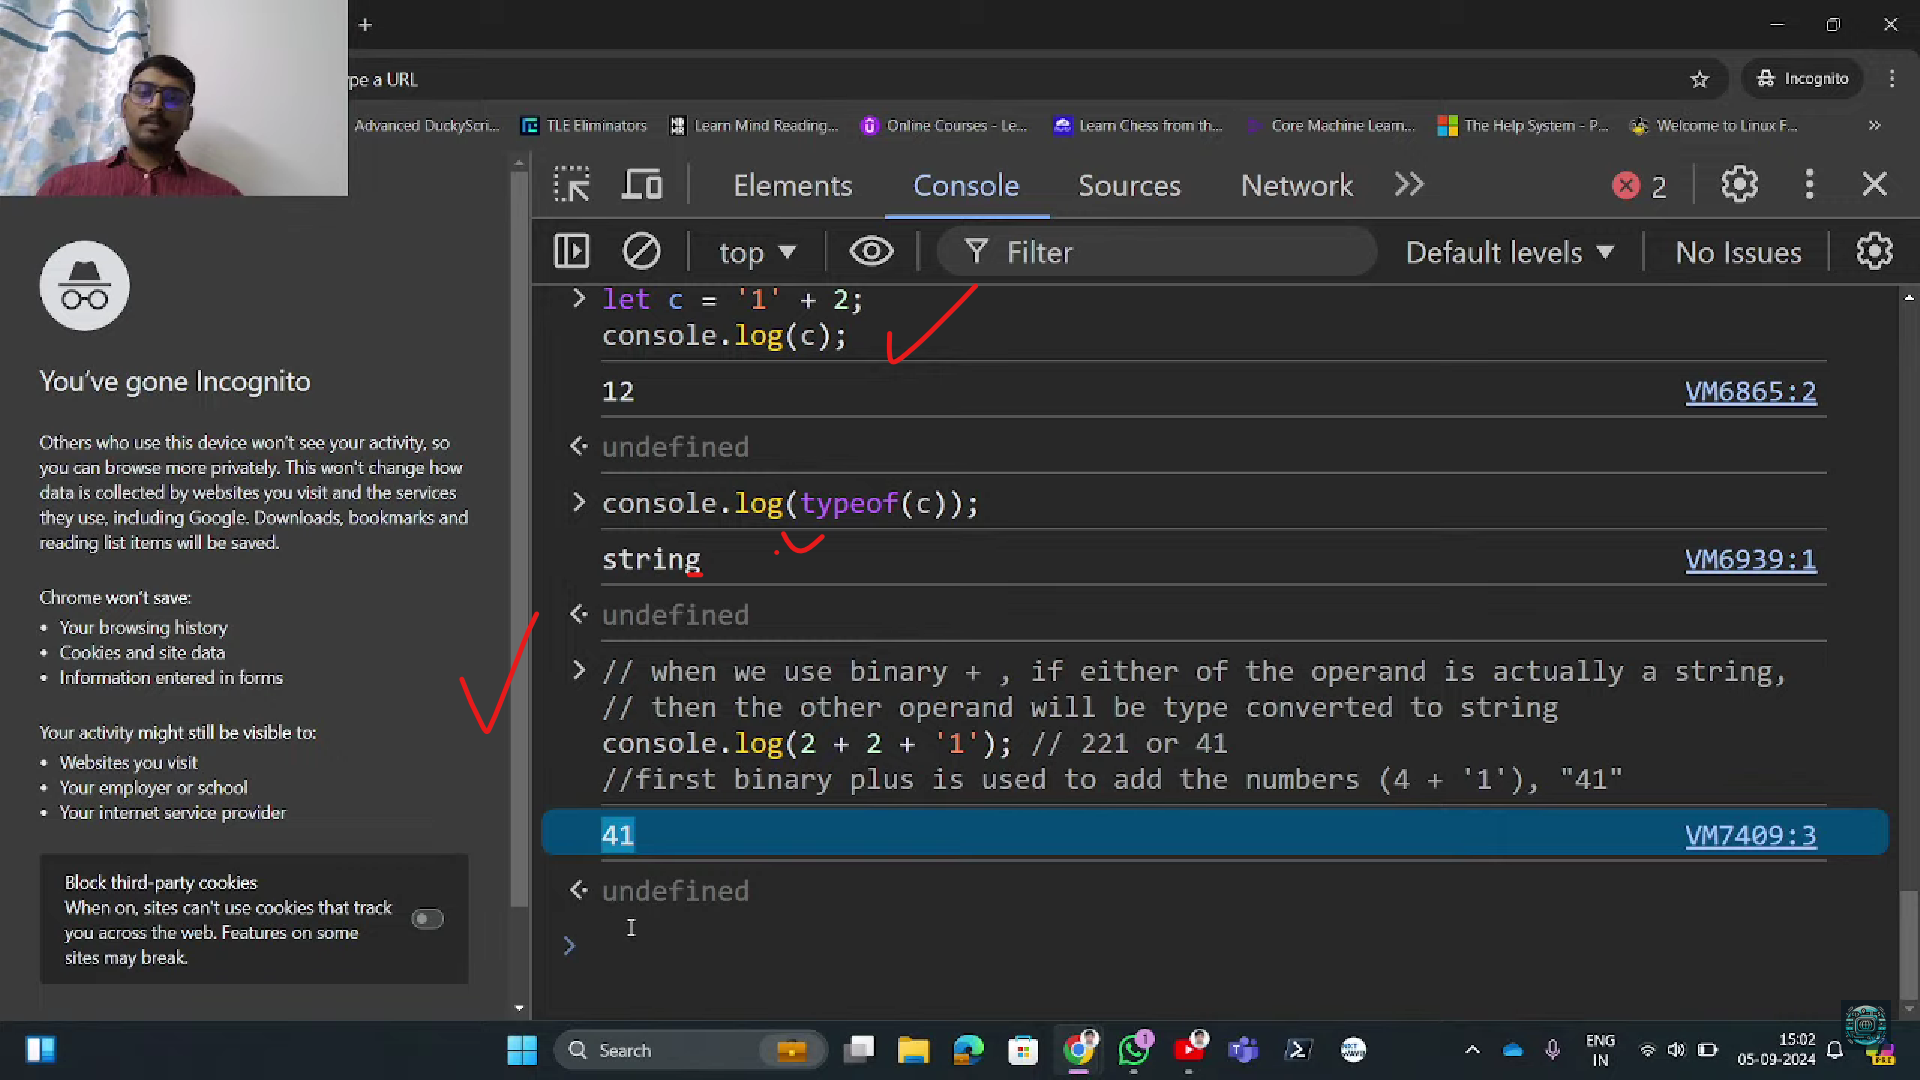 ype a URL
Incognito
Advanced DuckyScri...
TLE Eliminators
Learn Mind Reading...
Online Courses - Le...
Learn Chess from th...
Core Machine Learn...
The Help System - P...
Welcome to Linux F...
Elements
Console
Sources
Network
2
top
Filter
Default levels
No Issues
You've gone Incognito
Others who use this device won't see your activity, so
you can browse more privately. This won't change how
data is collected by websites you visit and the services
they use, including Google. Downloads, bookmarks and
reading list items will be saved.
Chrome won't save:
• Your browsing history
• Cookies and site data
• Information entered in forms
Your activity might still be visible to:
• Websites you visit
• Your employer or school
• Your internet service provider
Block third-party cookies
When on, sites can't use cookies that track
you across the web. Features on some
sites may break.
> let c = '1' + 2;
console.log(c);
12 VM6865:2
undefined
> console.log(typeof(c));
string VM6939:1
undefined
> // when we use binary + , if either of the operand is actually a string,
// then the other operand will be type converted to string
console.log(2 + 2 + '1'); // 221 or 41
//first binary plus is used to add the numbers (4 + '1'), "41"
41 VM7409:3
undefined
>
Search
1
ENG
IN
15:02
05-09-2024